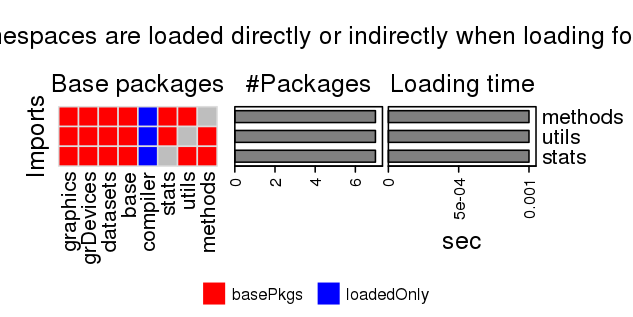 nespaces are loaded directly or indirectly when loading fo
Base packages
#Packages
Loading time
Imports
methods
utils
stats
graphics
grDevices
datasets
base
compiler
stats
utils
methods
0
2
4
6
0
5e-04
0.001
sec
basePkgs
loadedOnly